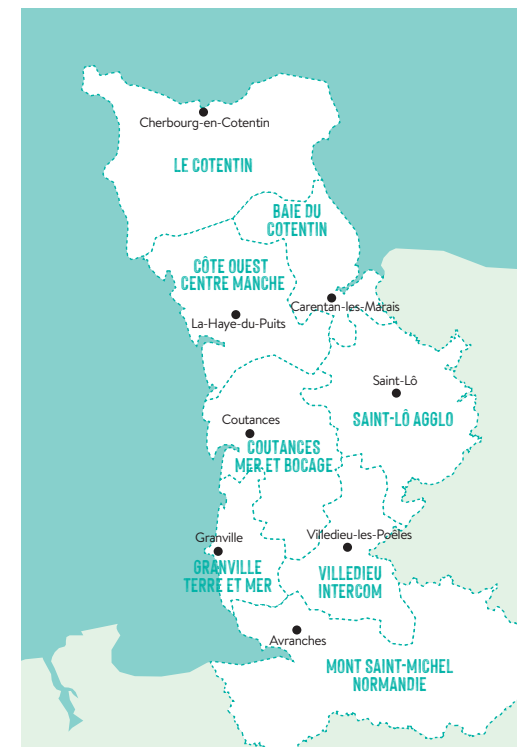 Cherbourg-en-Cotentin
LE COTENTIN
BAIE DU
COTENTIN
CÔTE OUEST
CENTRE MANCHE
Carentan-les-Marais
La-Haye-du-Puits
Saint-Lô
SAINT-LÔ AGGLO
Coutances
COUTANCES
MER ET BOCAGE
Granville
GRANVILLE
TERRE ET MER
Villedieu-les-Poêles
VILLEDIEU
INTERCOM
Avranches
MONT SAINT-MICHEL
NORMANDIE